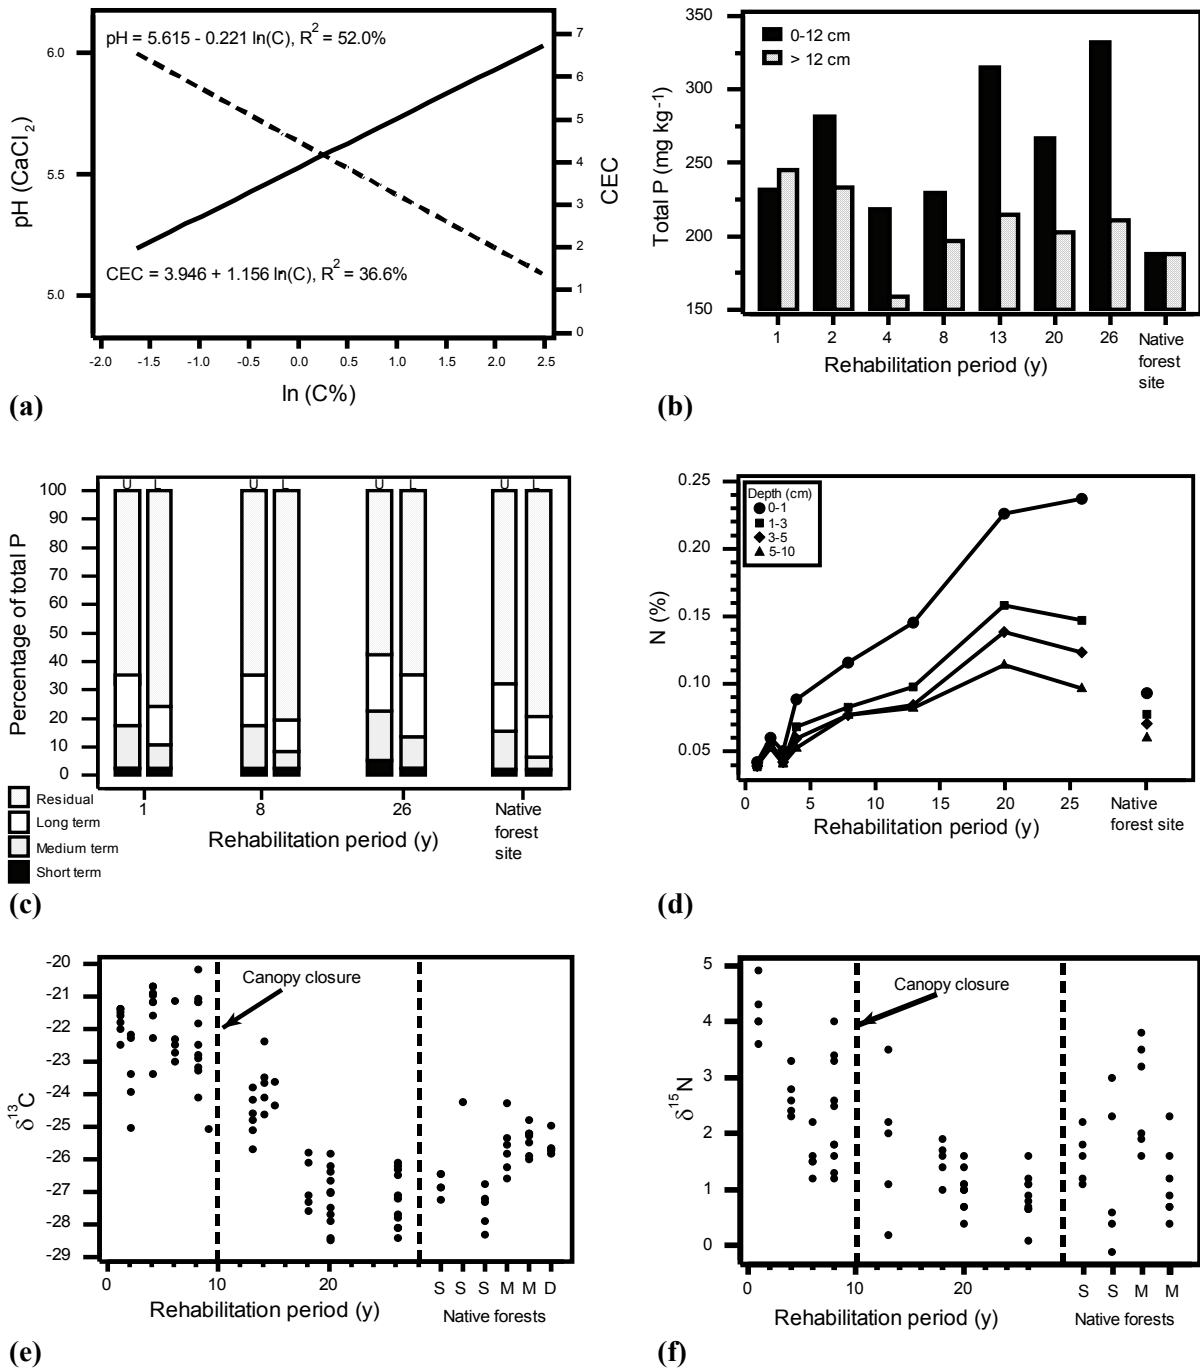 pH = 5.615 - 0.221 ln(C), R2 = 52.0%
CEC = 3.946 + 1.156 ln(C), R2 = 36.6%
pH (CaCl2)
6.0
5.5
5.0
CEC
7
6
5
4
3
2
1
0
-2.0 -1.5 -1.0 -0.5 0.0 0.5 1.0 1.5 2.0 2.5
ln (C%)
(a)
0-12 cm
> 12 cm
Total P (mg kg-1)
350
300
250
200
150
1 2 4 8 13 20 26 Native
forest
site
Rehabilitation period (y)
(b)
U L U L U L U L
Percentage of total P
100
90
80
70
60
50
40
30
20
10
0
Residual
Long term
Medium term
Short term
1 8 26 Native
forest
site
Rehabilitation period (y)
(c)
Depth (cm)
0-1
1-3
3-5
5-10
N (%)
0.25
0.20
0.15
0.10
0.05
0 5 10 15 20 25 Native
forest site
Rehabilitation period (y)
(d)
Canopy closure
δ13C
-20
-21
-22
-23
-24
-25
-26
-27
-28
-29
0 10 20 S S S M M D
Rehabilitation period (y) Native forests
(e)
Canopy closure
δ15N
5
4
3
2
1
0
0 10 20 S S M M
Rehabilitation period (y) Native forests
(f)